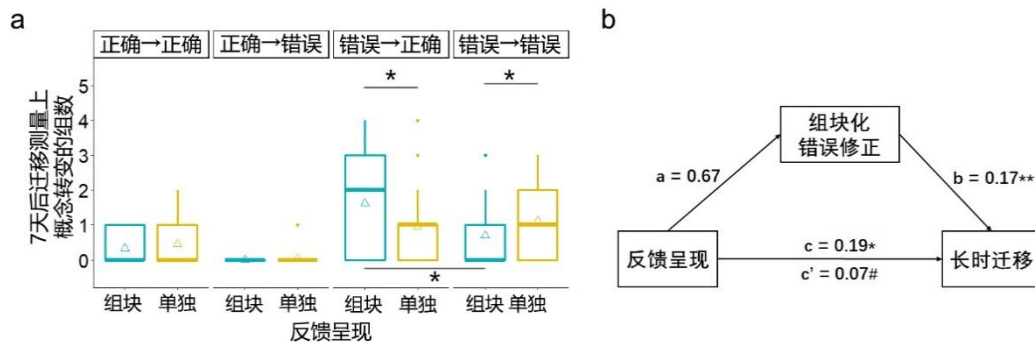 a
正确→正确 正确→错误 错误→正确 错误→错误
7天后迁移测量上
概念转变的组数
5
4
3
2
1
0
* *
*
组块 单独 组块 单独 组块 单独 组块 单独
反馈呈现
b
组块化
错误修正
a = 0.67
b = 0.17**
反馈呈现
c = 0.19*
c' = 0.07#
长时迁移